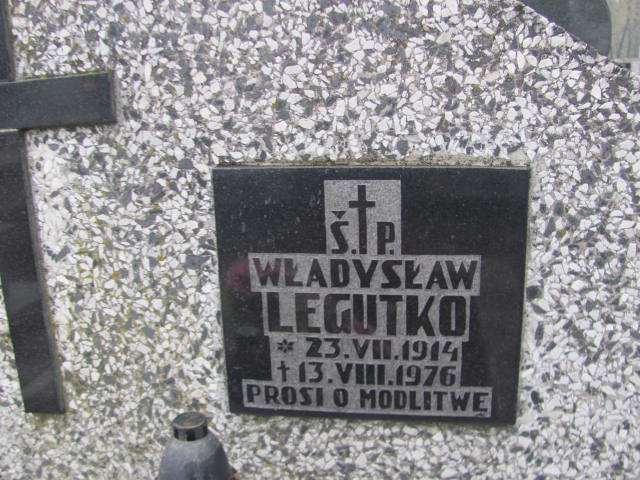 Ś. P.
WŁADYSŁAW
LEGUTKO
* 23.VII.1914
† 13.VIII.1976
PROSI O MODLITWĘ